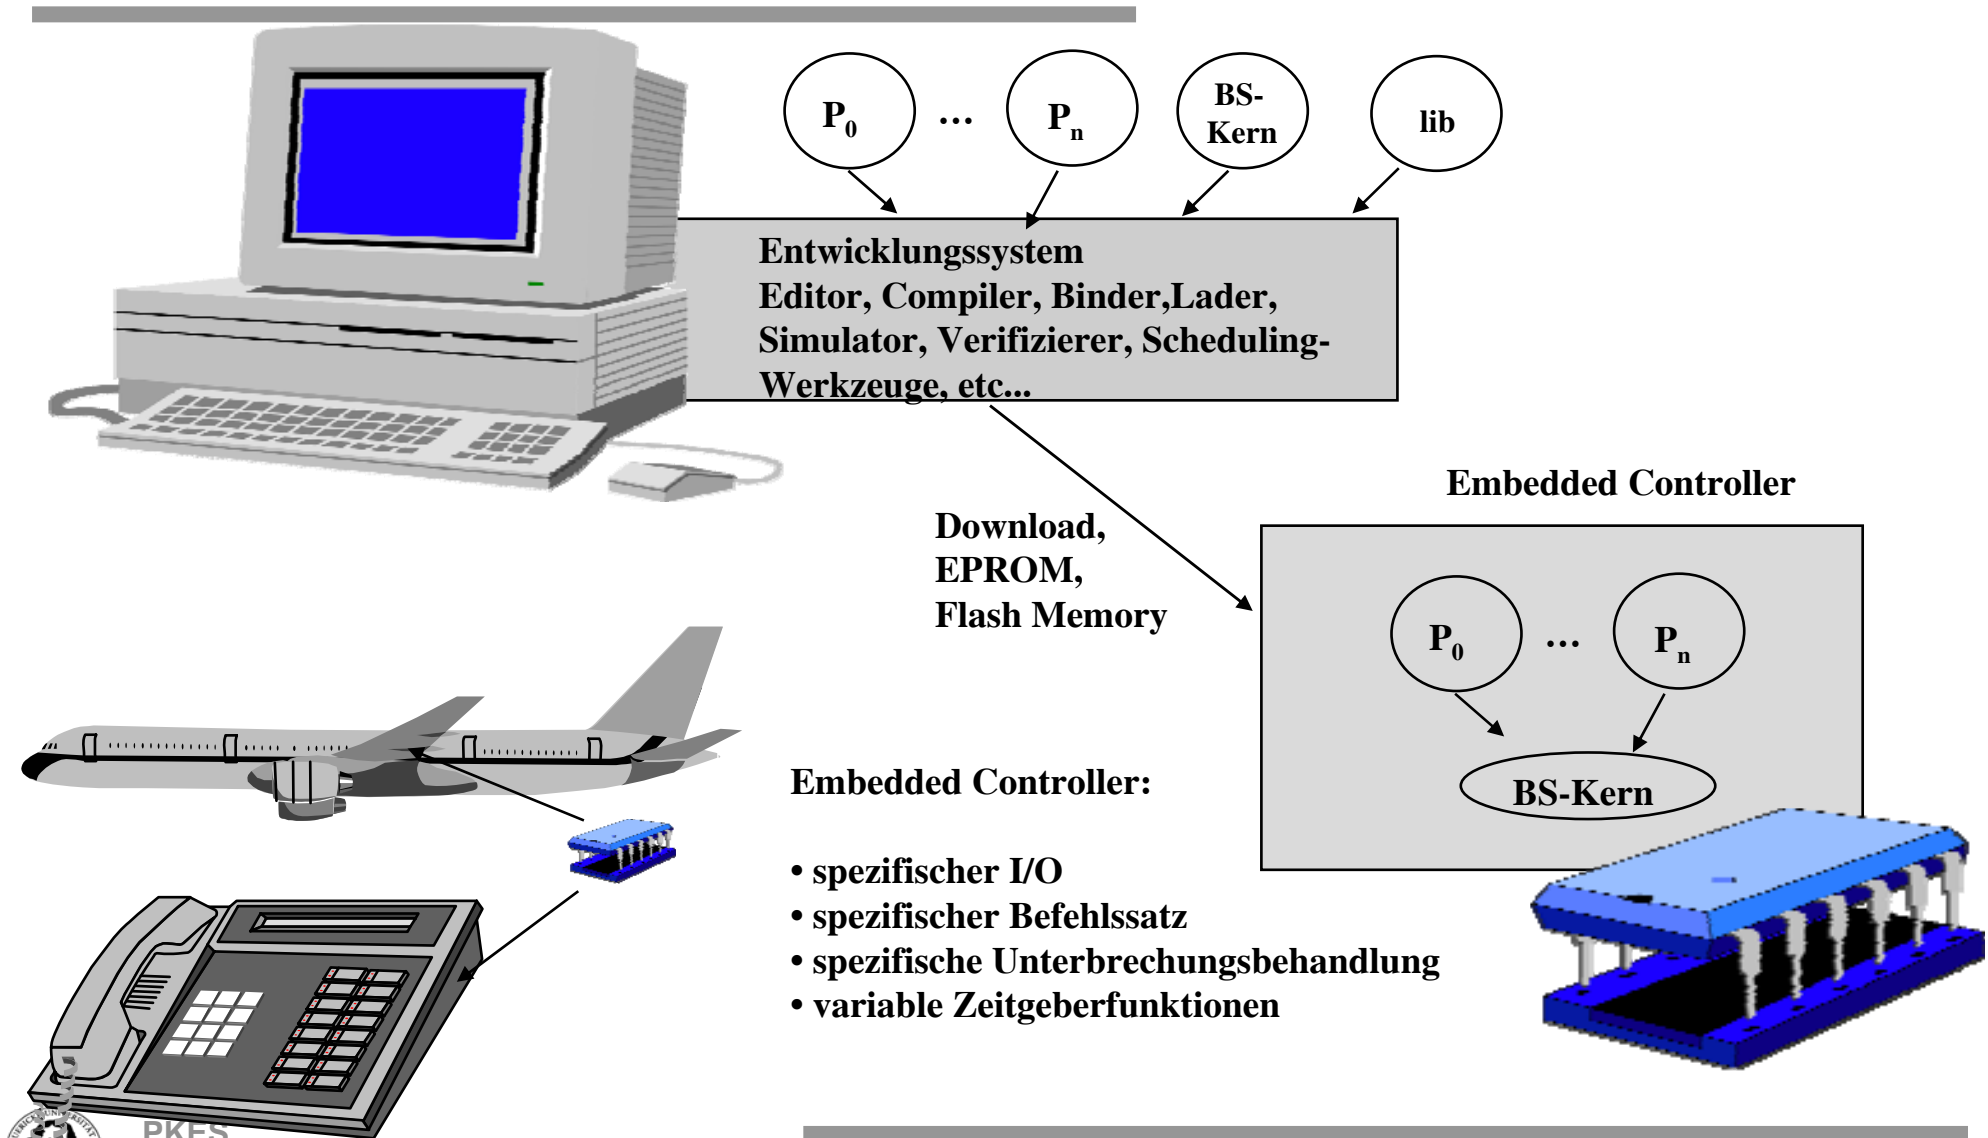 P0 ... Pn BS-
Kern lib
Entwicklungssystem
Editor, Compiler, Binder,Lader,
Simulator, Verifizierer, Scheduling-
Werkzeuge, etc...
Embedded Controller
Download,
EPROM,
Flash Memory
P0 ... Pn
BS-Kern
Embedded Controller:
• spezifischer I/O
• spezifischer Befehlssatz
• spezifische Unterbrechungsbehandlung
• variable Zeitgeberfunktionen
PKES